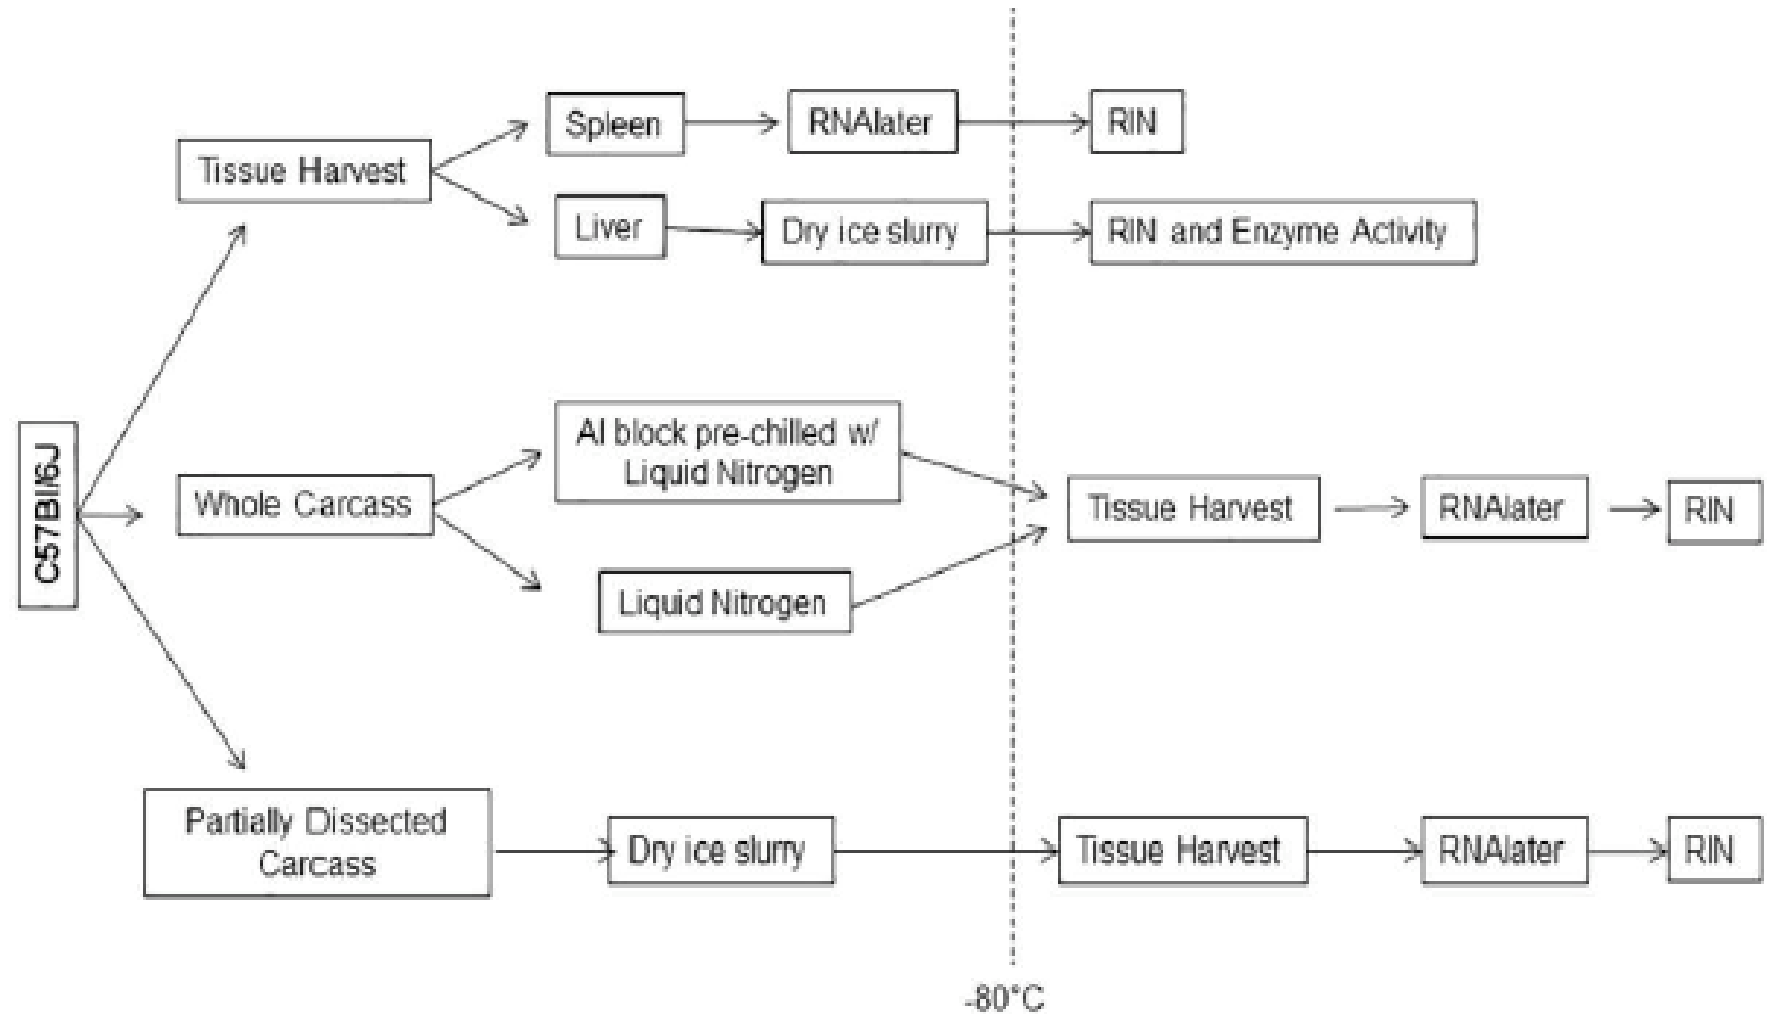 Spleen
RNAlater
RIN
Tissue Harvest
Liver
Dry ice slurry
RIN and Enzyme Activity
C57Bl/6J
Al block pre-chilled w/
Liquid Nitrogen
Whole Carcass
Tissue Harvest
RNAlater
RIN
Liquid Nitrogen
Partially Dissected
Carcass
Dry ice slurry
Tissue Harvest
RNAlater
RIN
-80°C